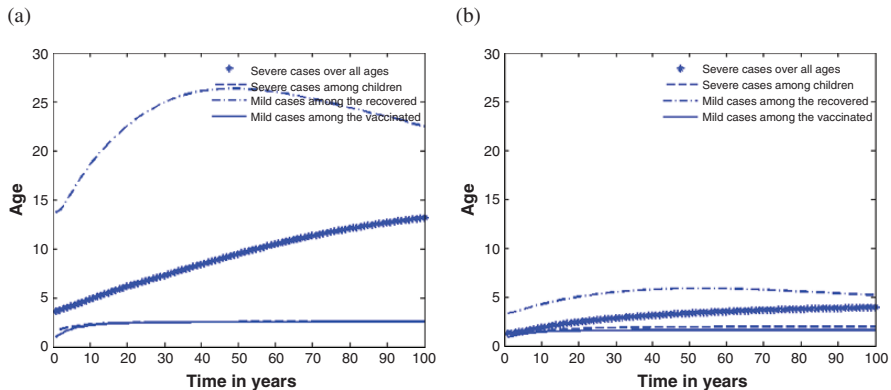 (a)
30
25
20
15
10
5
0
Age
0 10 20 30 40 50 60 70 80 90 100
Time in years
Severe cases over all ages
Severe cases among children
Mild cases among the recovered
Mild cases among the vaccinated
(b)
30
25
20
15
10
5
0
Age
0 10 20 30 40 50 60 70 80 90 100
Time in years
Severe cases over all ages
Severe cases among children
Mild cases among the recovered
Mild cases among the vaccinated